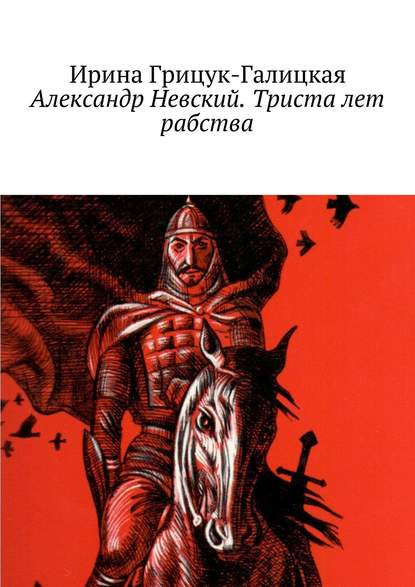 Ирина Грицук-Галицкая
Александр Невский. Триста лет
рабства